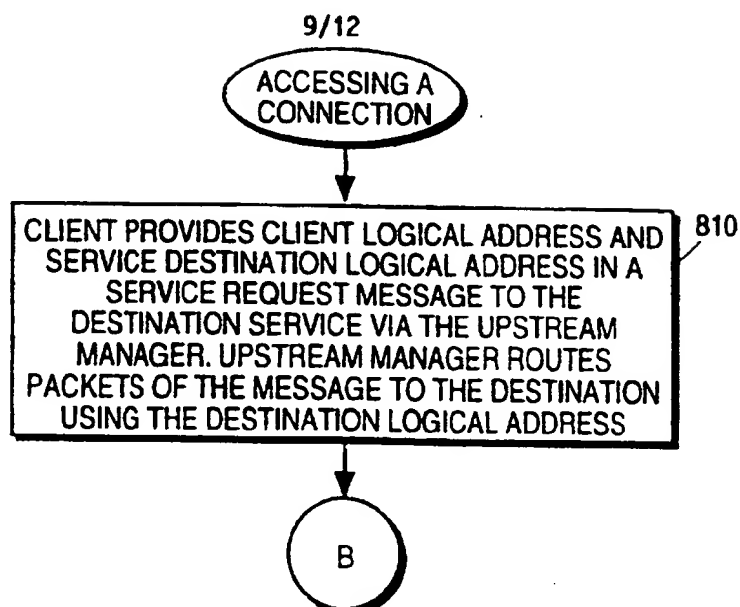 9/12
ACCESSING A
CONNECTION
CLIENT PROVIDES CLIENT LOGICAL ADDRESS AND
SERVICE DESTINATION LOGICAL ADDRESS IN A
SERVICE REQUEST MESSAGE TO THE
DESTINATION SERVICE VIA THE UPSTREAM
MANAGER. UPSTREAM MANAGER ROUTES
PACKETS OF THE MESSAGE TO THE DESTINATION
USING THE DESTINATION LOGICAL ADDRESS
810
B